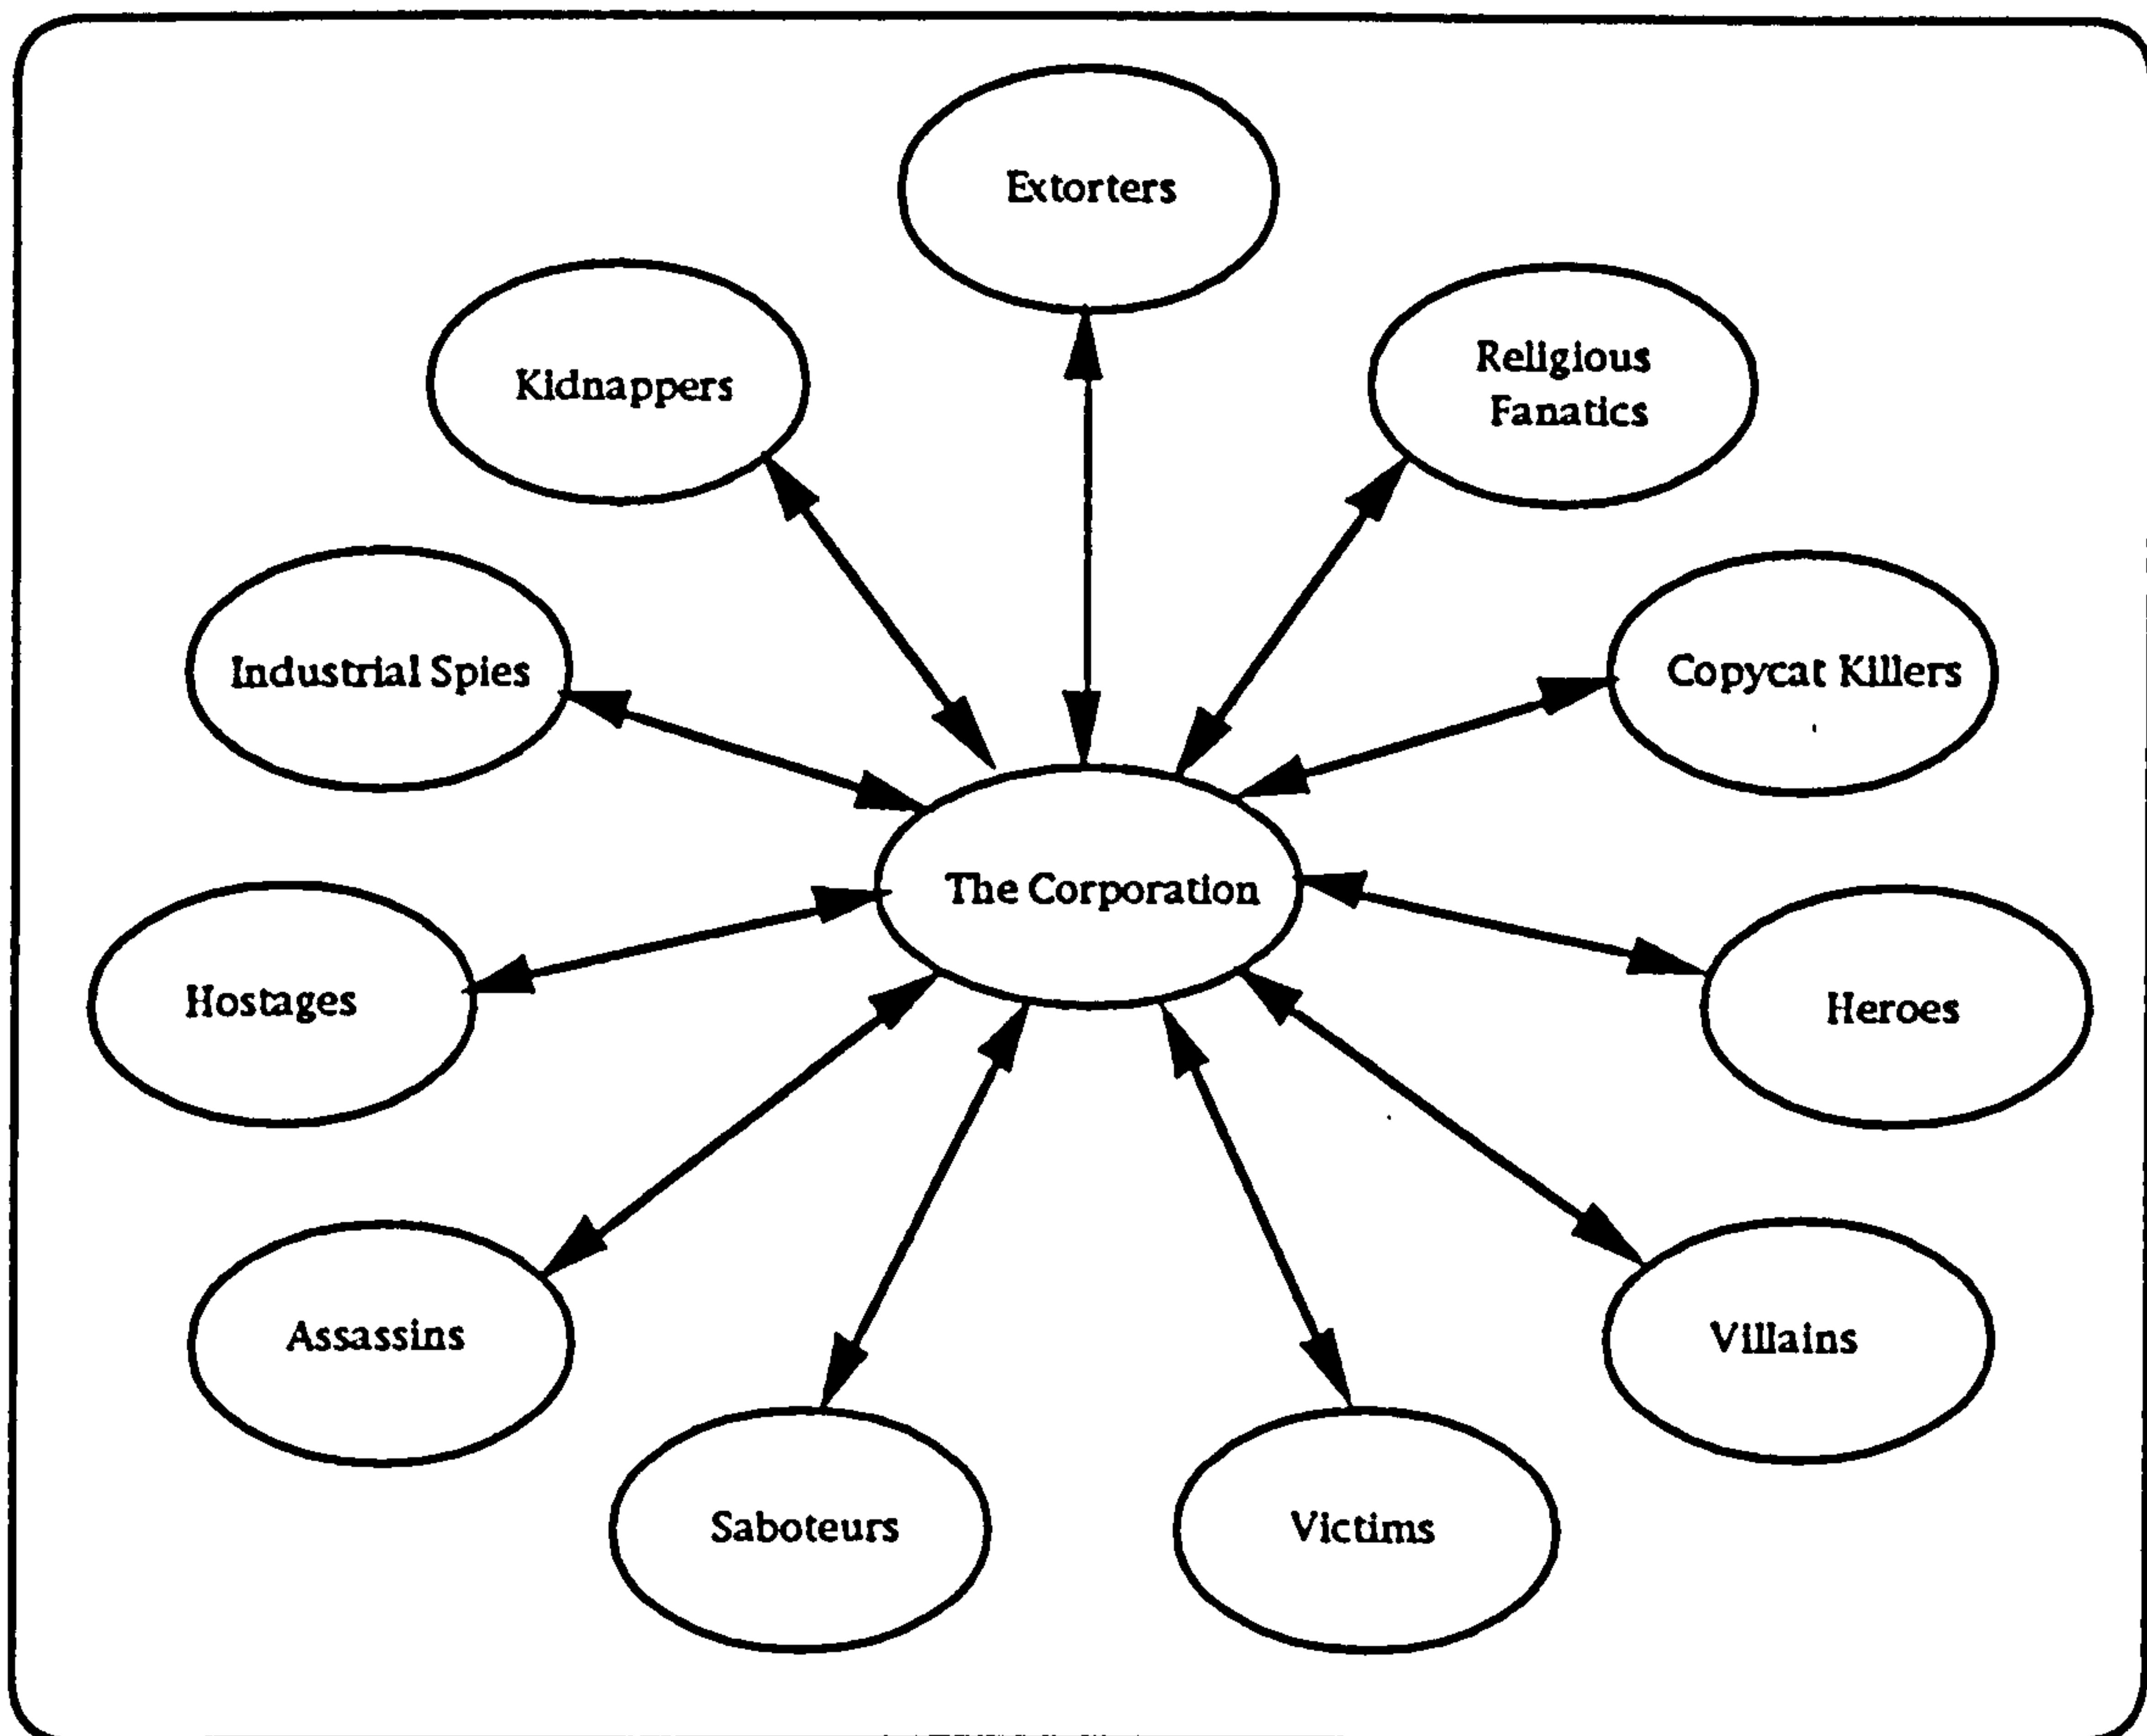 Extorters
Kidnappers
Religious
Fanatics
Industrial Spies
Copycat Killers
The Corporation
Hostages
Heroes
Assassins
Villains
Saboteurs
Victims